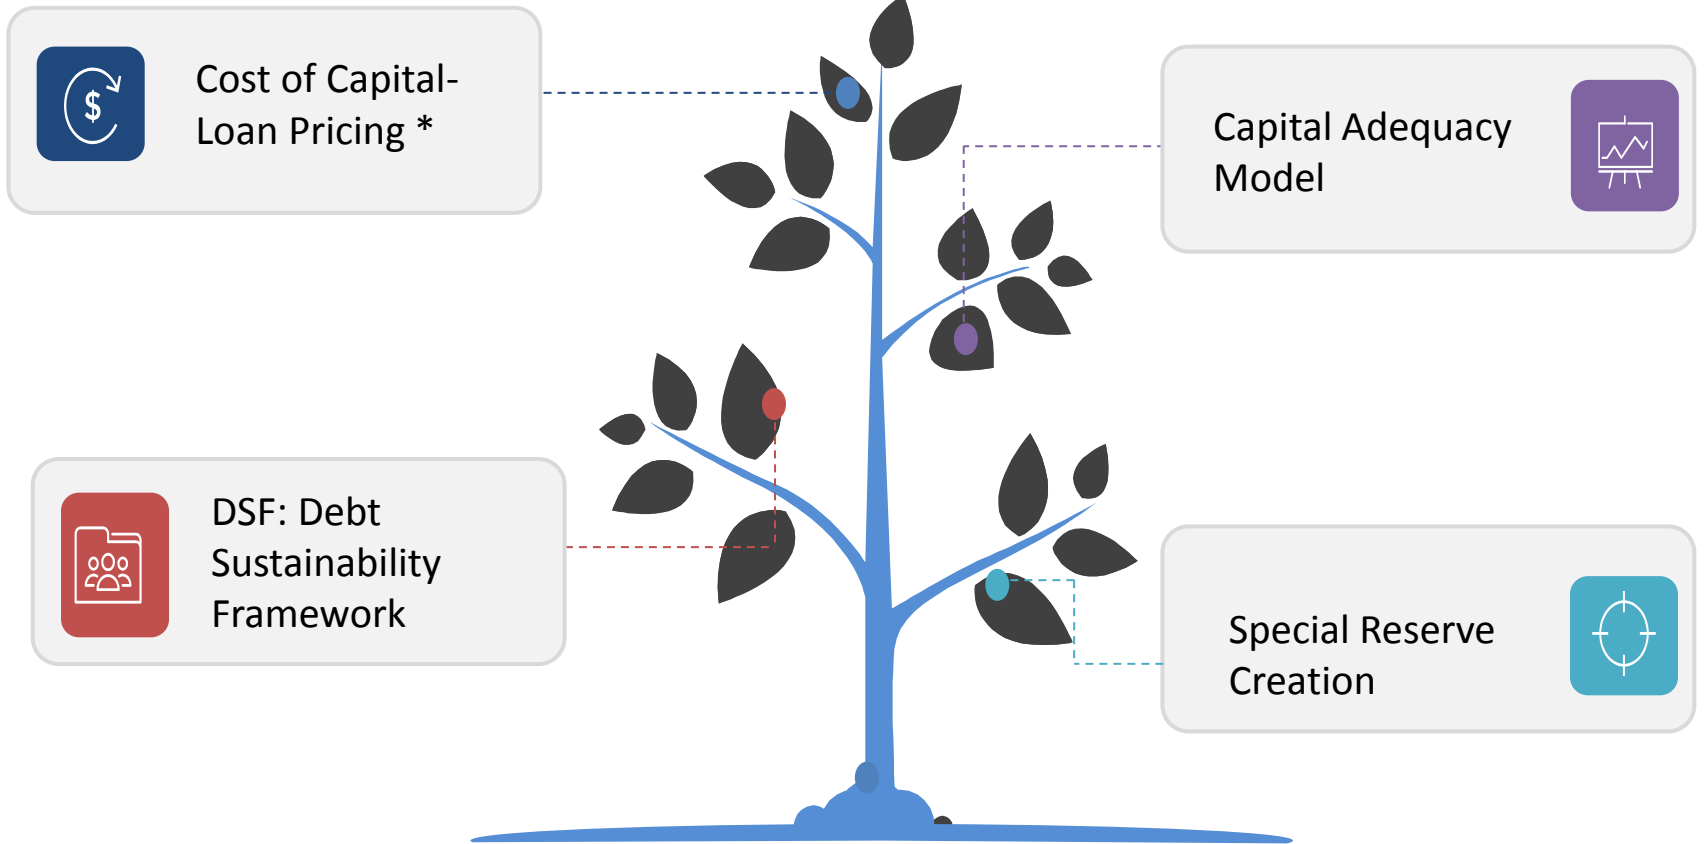 Cost of Capital-
Loan Pricing *
$
Capital Adequacy
Model
DSF: Debt
Sustainability
Framework
Special Reserve
Creation